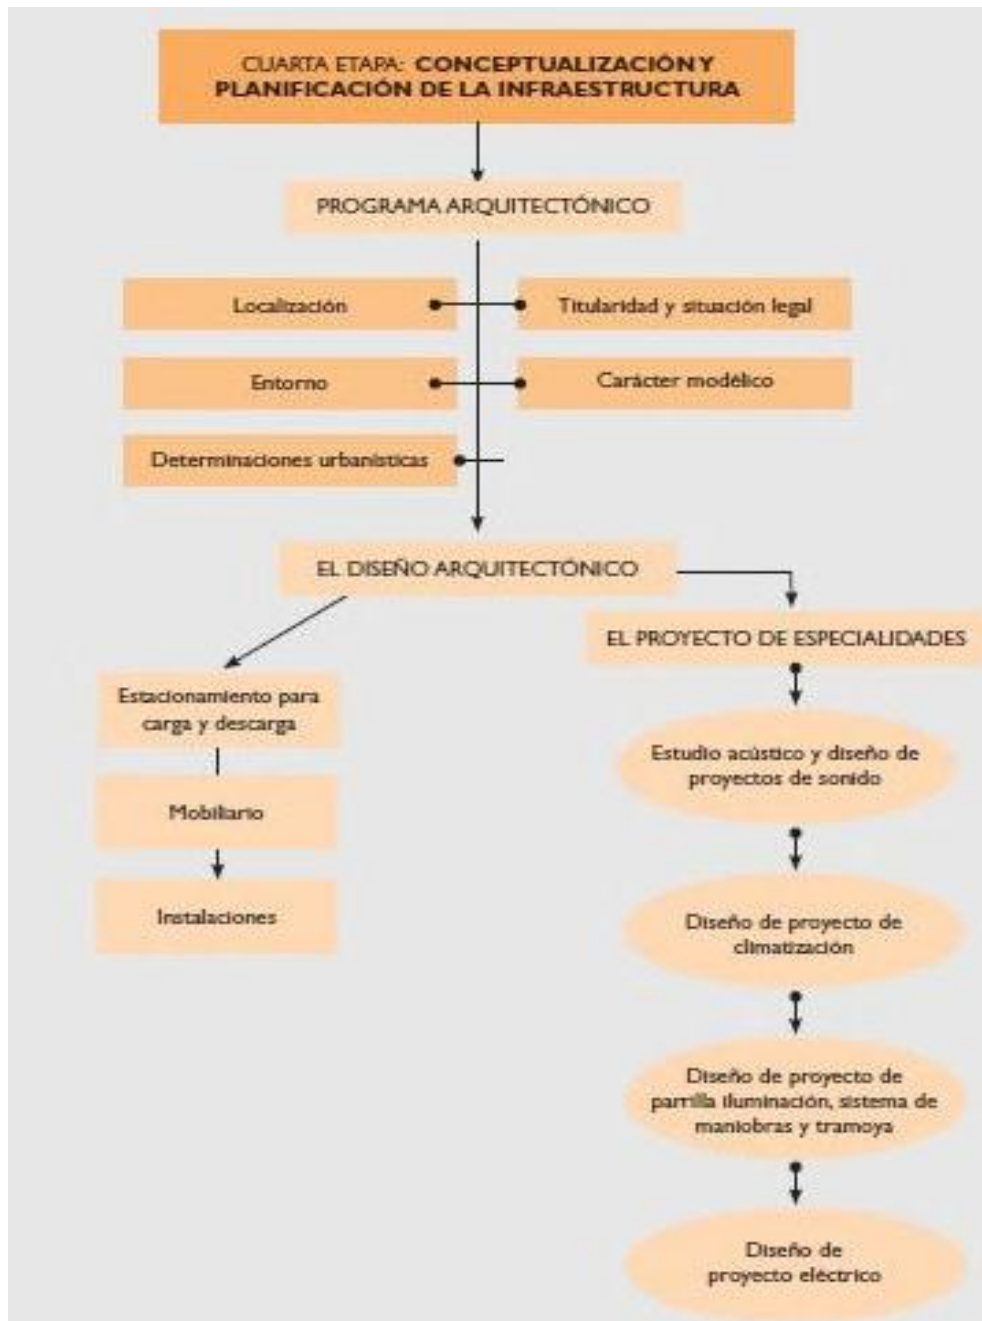 CUARTA ETAPA: CONCEPTUALIZACIÓN Y
PLANIFICACIÓN DE LA INFRAESTRUCTURA
PROGRAMA ARQUITECTÓNICO
Localización
Titularidad y situación legal
Entorno
Carácter modélico
Determinaciones urbanísticas
EL DISEÑO ARQUITECTÓNICO
EL PROYECTO DE ESPECIALIDADES
Estacionamiento para
carga y descarga
Mobiliario
Instalaciones
Estudio acústico y diseño de
proyectos de sonido
Diseño de proyecto de
climatización
Diseño de proyecto de
parrilla iluminación, sistema de
maniobras y tramoya
Diseño de
proyecto eléctrico